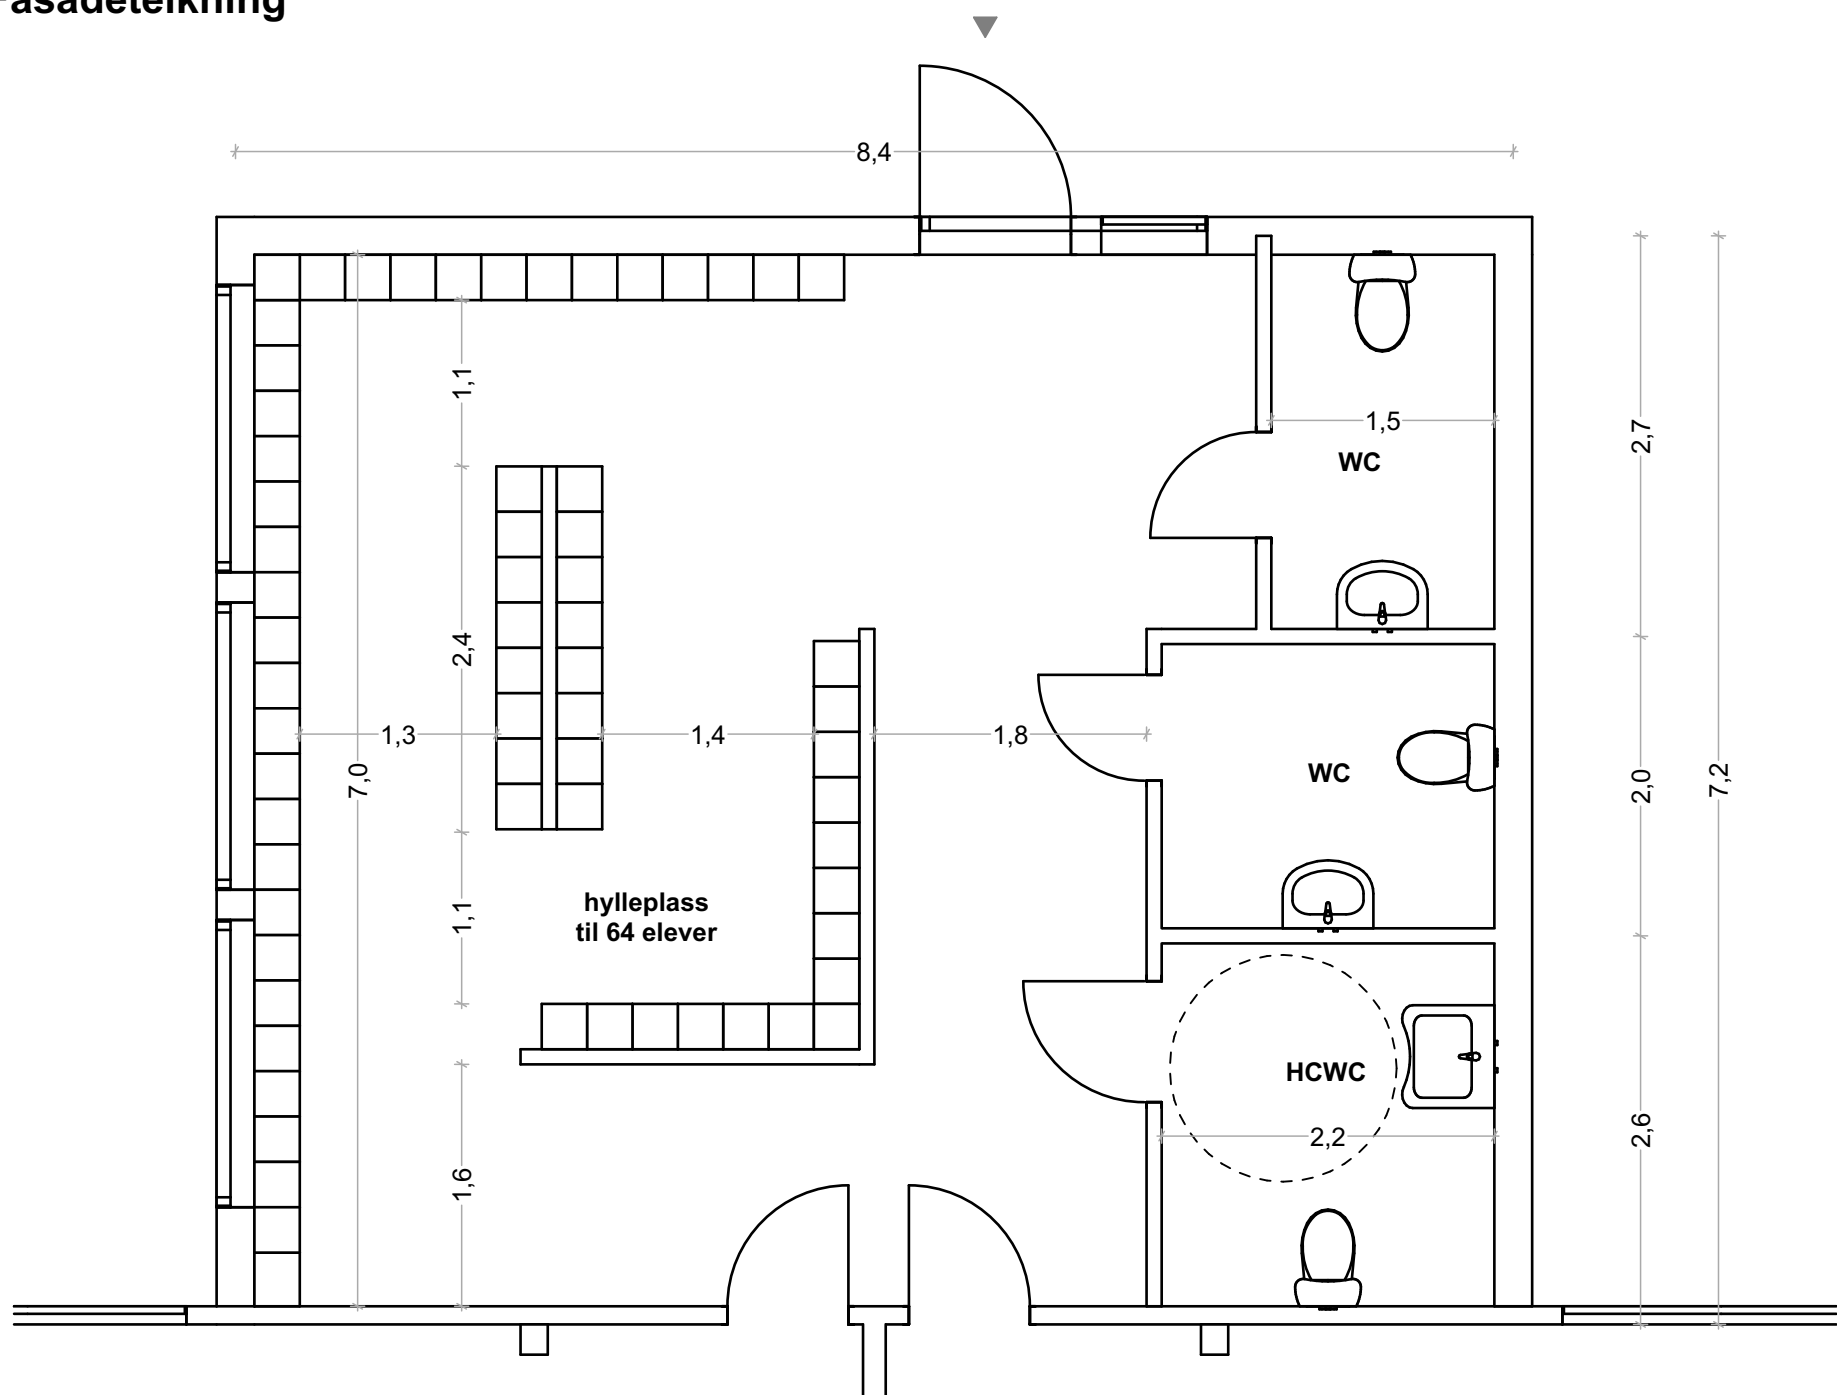 asadeteikning
8,4
1,1
1,5
2,7
WC
2,4
1,3
1,4
1,8
7,0
WC
2,0
7,2
1,1
hylleplass
til 64 elever
HCWC
2,2
2,6
1,6